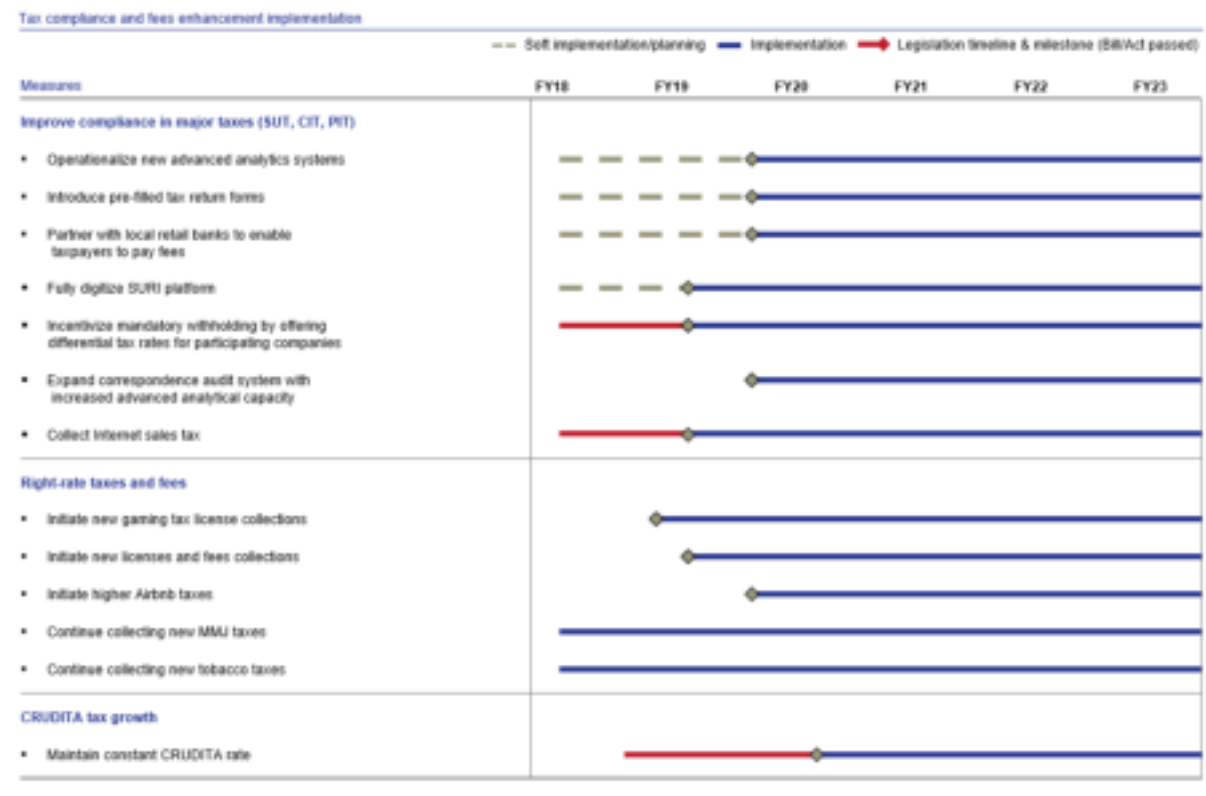 Tax compliance and fees enhancement implementation
Soft implementation/planning Implementation Legislation timeline & milestone (Bill/Act passed)
Measures FY18 FY19 FY20 FY21 FY22 FY23
Improve compliance in major taxes (SUT, CIT, PIT)
• Operationalize new advanced analytics systems
• Introduce pre-filled tax return forms
• Partner with local retail banks to enable
taxpayers to pay fees
• Fully digitize SURI platform
• Incentivize mandatory withholding by offering
differential tax rates for participating companies
• Expand correspondence audit system with
increased advanced analytical capacity
• Collect Internet sales tax
Right-rate taxes and fees
• Initiate new gaming tax license collections
• Initiate new licenses and fees collections
• Initiate higher Airbnb taxes
• Continue collecting new MMJ taxes
• Continue collecting new tobacco taxes
CRUDITA tax growth
• Maintain constant CRUDITA rate